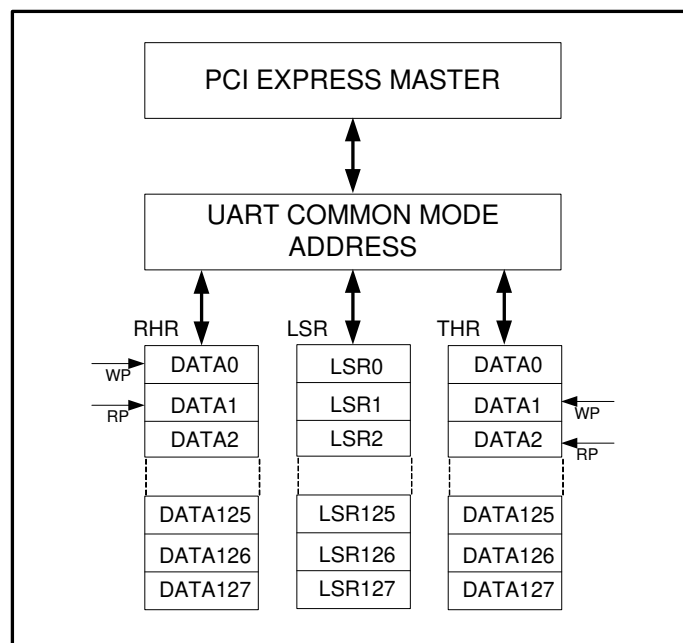 PCI EXPRESS MASTER
UART COMMON MODE
ADDRESS
RHR LSR THR
WP DATA0 LSR0 DATA0
RP DATA1 LSR1 DATA1 WP
DATA2 LSR2 DATA2 RP
DATA125 LSR125 DATA125
DATA126 LSR126 DATA126
DATA127 LSR127 DATA127